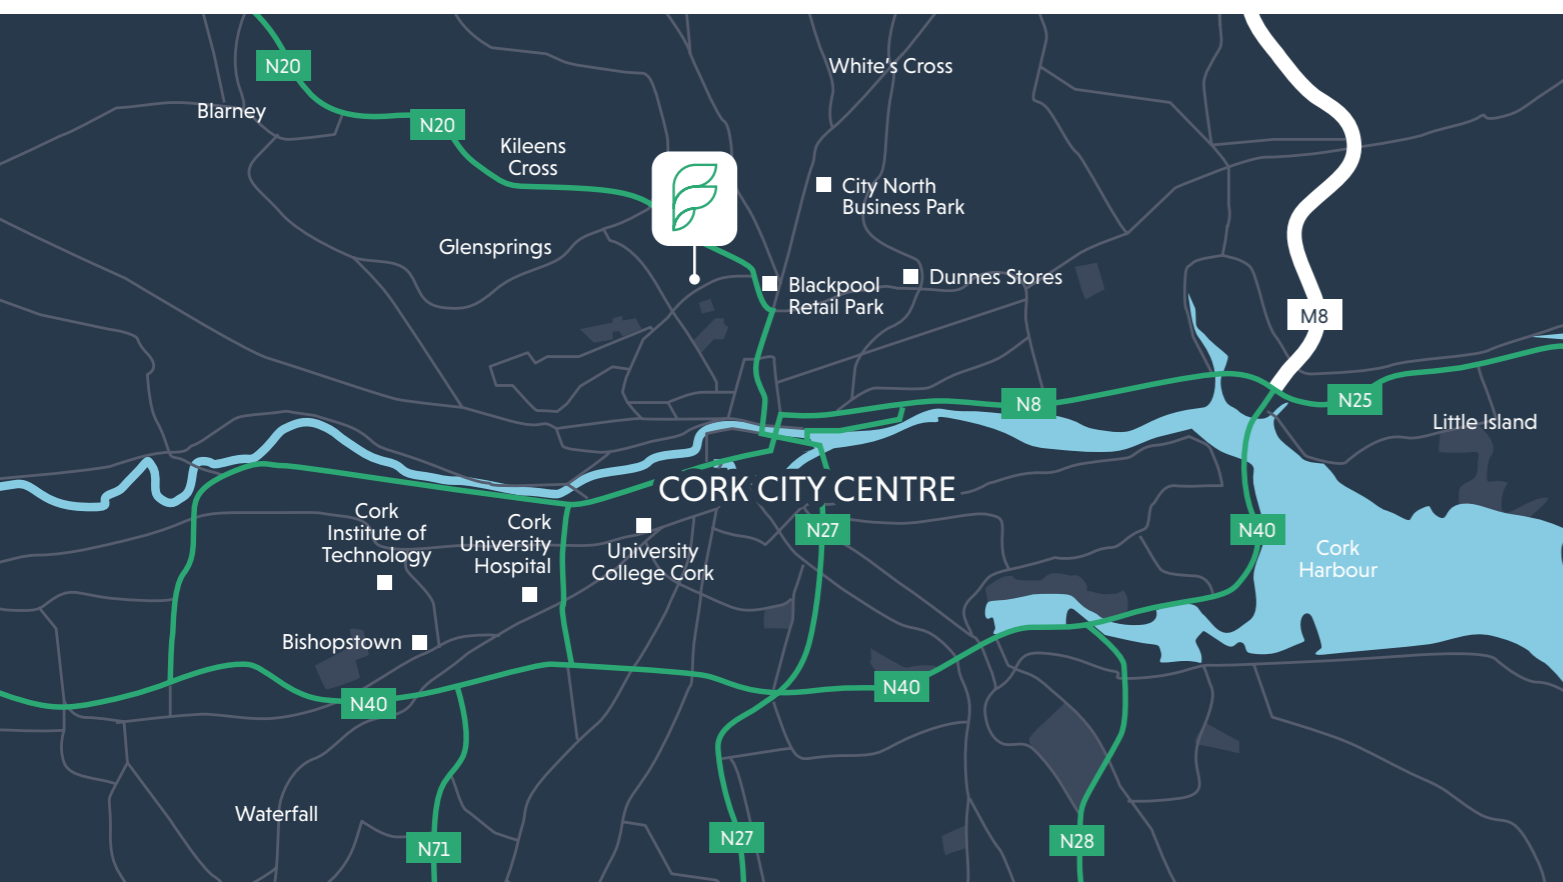 N20
White's Cross
Blarney
N20
Kileens
Cross
City North
Business Park
Glensprings
Blackpool
Retail Park
Dunnes Stores
M8
N8
N25
Little Island
CORK CITY CENTRE
Cork
Institute of
Technology
Cork
University
Hospital
University
College Cork
N27
N40
Cork
Harbour
Bishopstown
N40
N40
Waterfall
N71
N27
N28